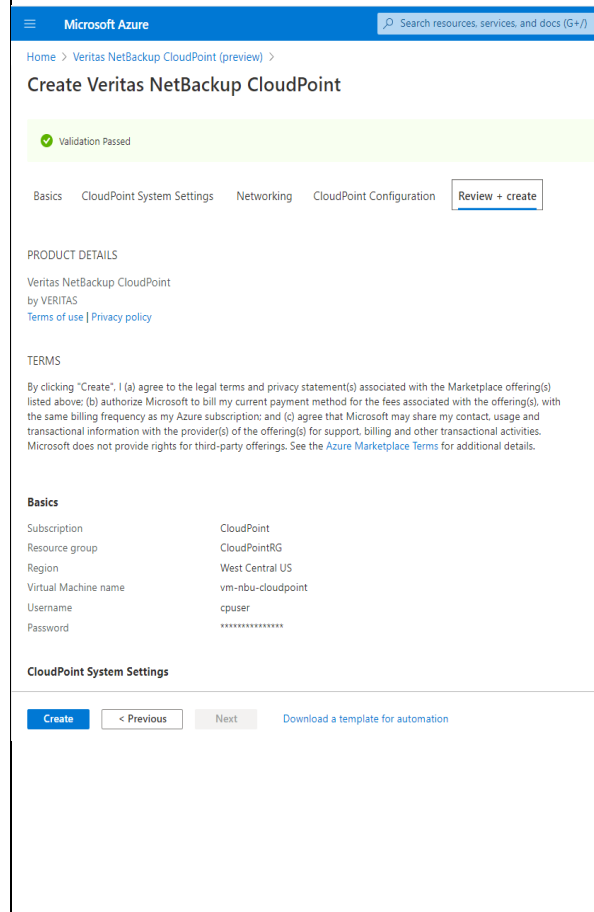 Microsoft Azure
Search resources, services, and docs (G+/)
Home > Veritas NetBackup CloudPoint (preview) >
Create Veritas NetBackup CloudPoint
Validation Passed
Basics CloudPoint System Settings Networking CloudPoint Configuration Review + create
PRODUCT DETAILS
Veritas NetBackup CloudPoint
by VERITAS
Terms of use | Privacy policy
TERMS
By clicking "Create", I (a) agree to the legal terms and privacy statement(s) associated with the Marketplace offering(s)
listed above; (b) authorize Microsoft to bill my current payment method for the fees associated with the offering(s), with
the same billing frequency as my Azure subscription; and (c) agree that Microsoft may share my contact, usage and
transactional information with the provider(s) of the offering(s) for support, billing and other transactional activities.
Microsoft does not provide rights for third-party offerings. See the Azure Marketplace Terms for additional details.
Basics
Subscription CloudPoint
Resource group CloudPointRG
Region West Central US
Virtual Machine name vm-nbu-cloudpoint
Username cpuser
Password ***************
CloudPoint System Settings
Create < Previous Next Download a template for automation